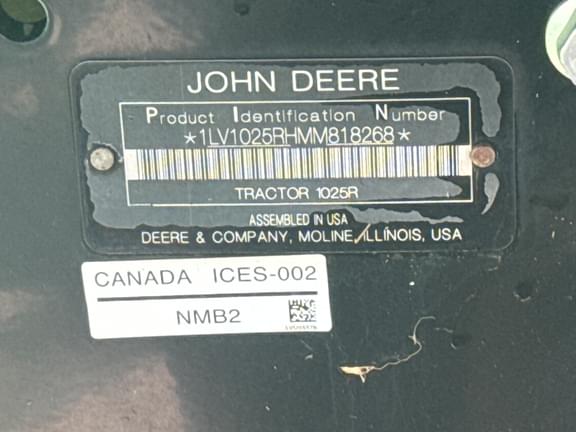 JOHN DEERE
Product Identification Number
*1LV1025RHMM818268*
TRACTOR 1025R
ASSEMBLED IN USA
DEERE & COMPANY, MOLINE, ILLINOIS, USA
CANADA ICES-002
NMB2